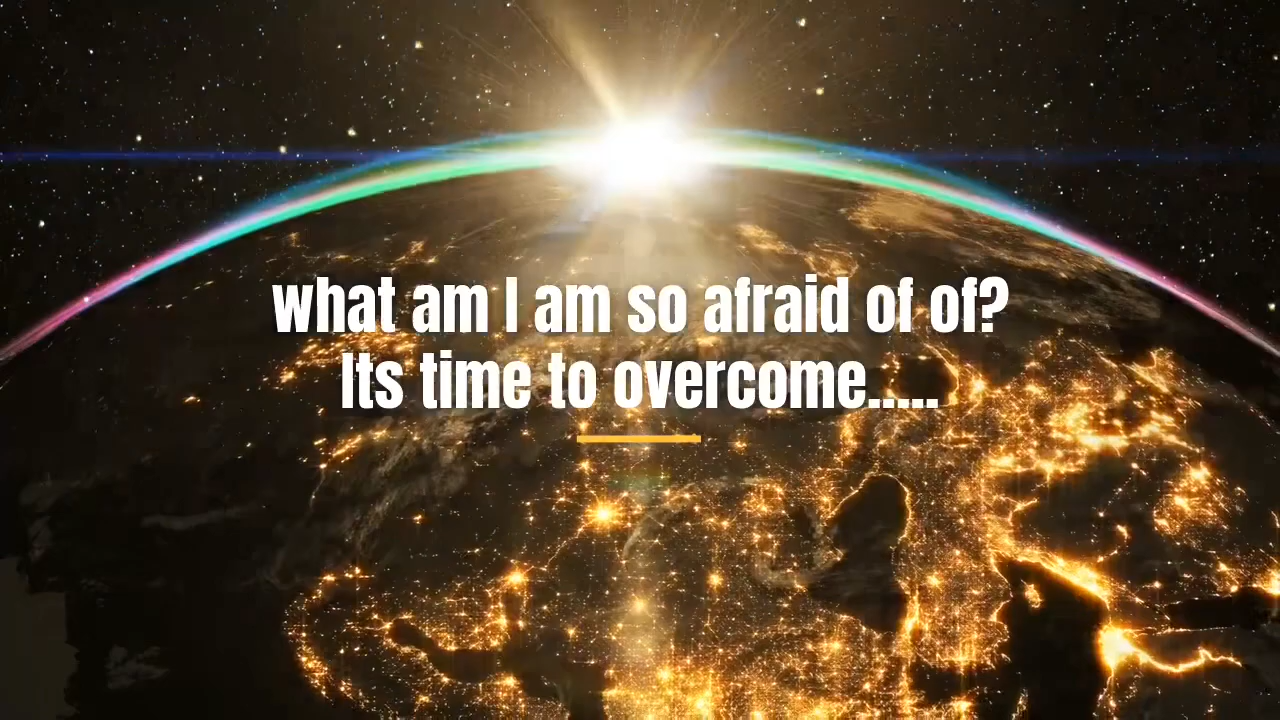 what am I am so afraid of of?
Its time to overcome.....